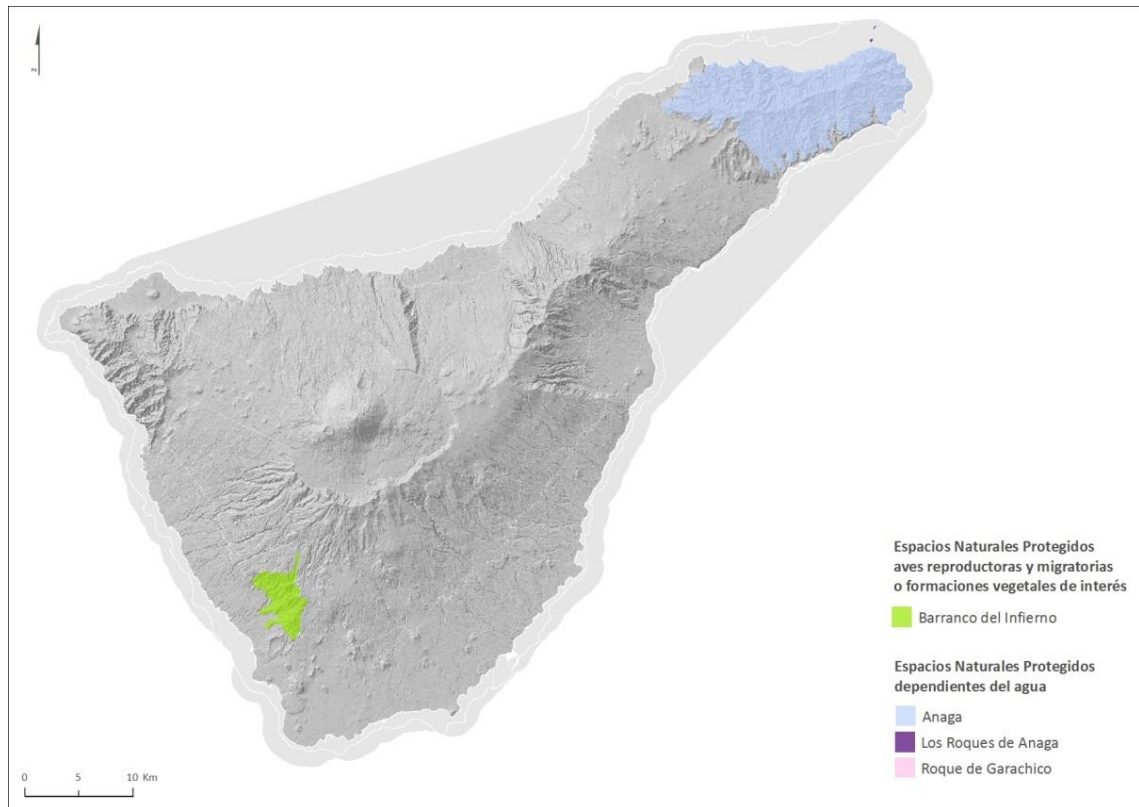 N
Espacios Naturales Protegidos
aves reproductoras y migratorias
o formaciones vegetales de interés
Barranco del Infierno
Espacios Naturales Protegidos
dependientes del agua
Anaga
Los Roques de Anaga
Roque de Garachico
0 5 10 Km